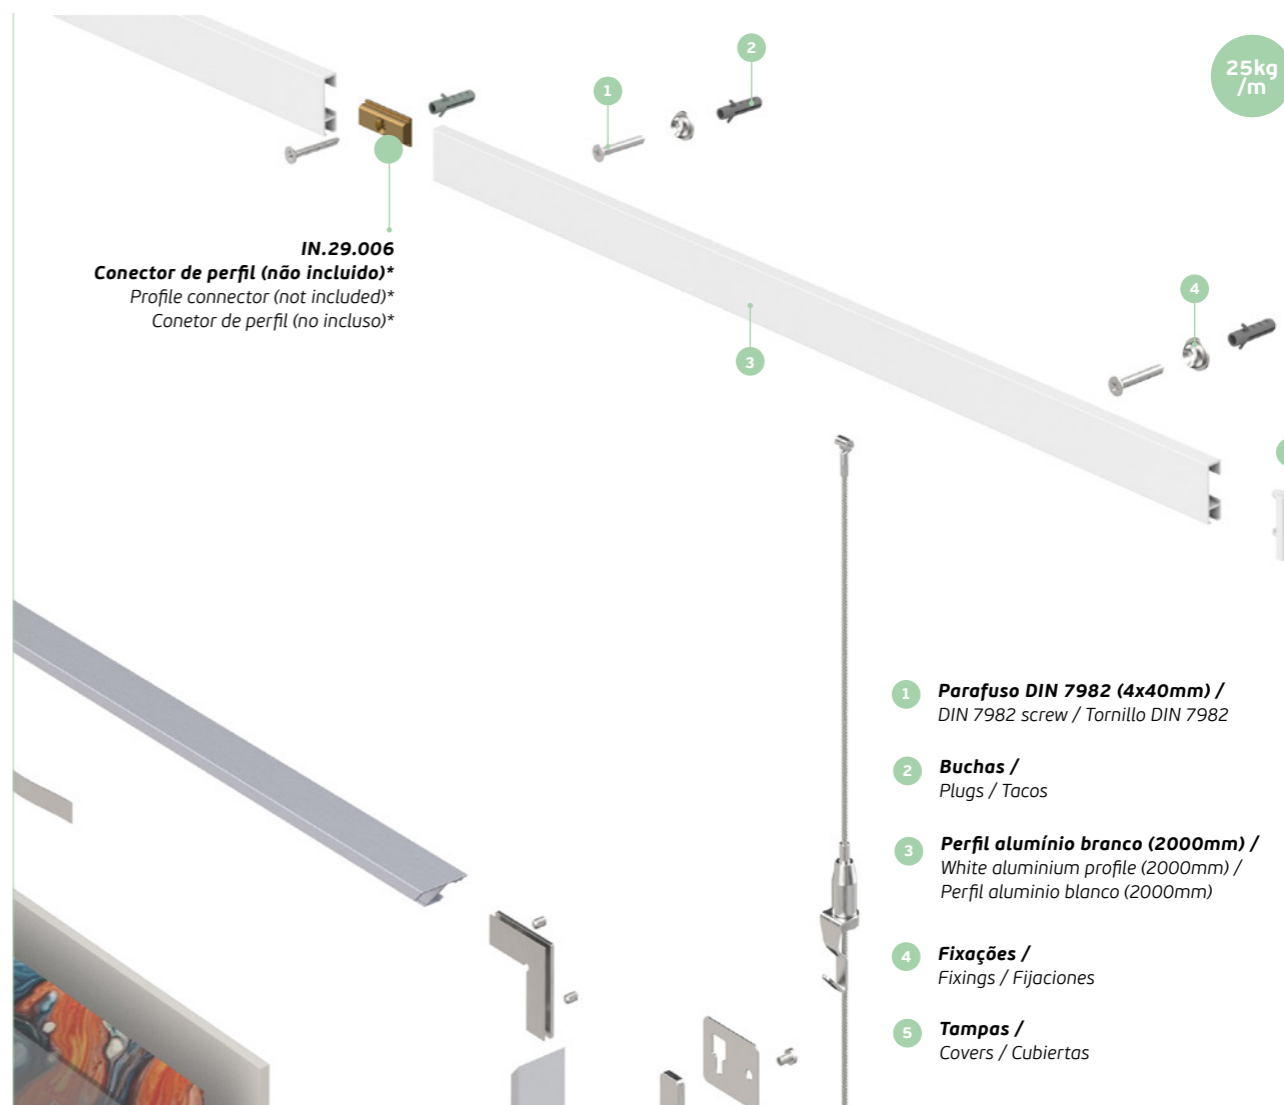 2
25kg
/m
1
IN.29.006
Conector de perfil (não incluido)*
Profile connector (not included)*
Conetor de perfil (no incluso)*
4
3
1 Parafuso DIN 7982 (4x40mm) /
DIN 7982 screw / Tornillo DIN 7982
2 Buchas /
Plugs / Tacos
3 Perfil alumínio branco (2000mm) /
White aluminium profile (2000mm) /
Perfil aluminio blanco (2000mm)
4 Fixações /
Fixings / Fijaciones
5 Tampas /
Covers / Cubiertas